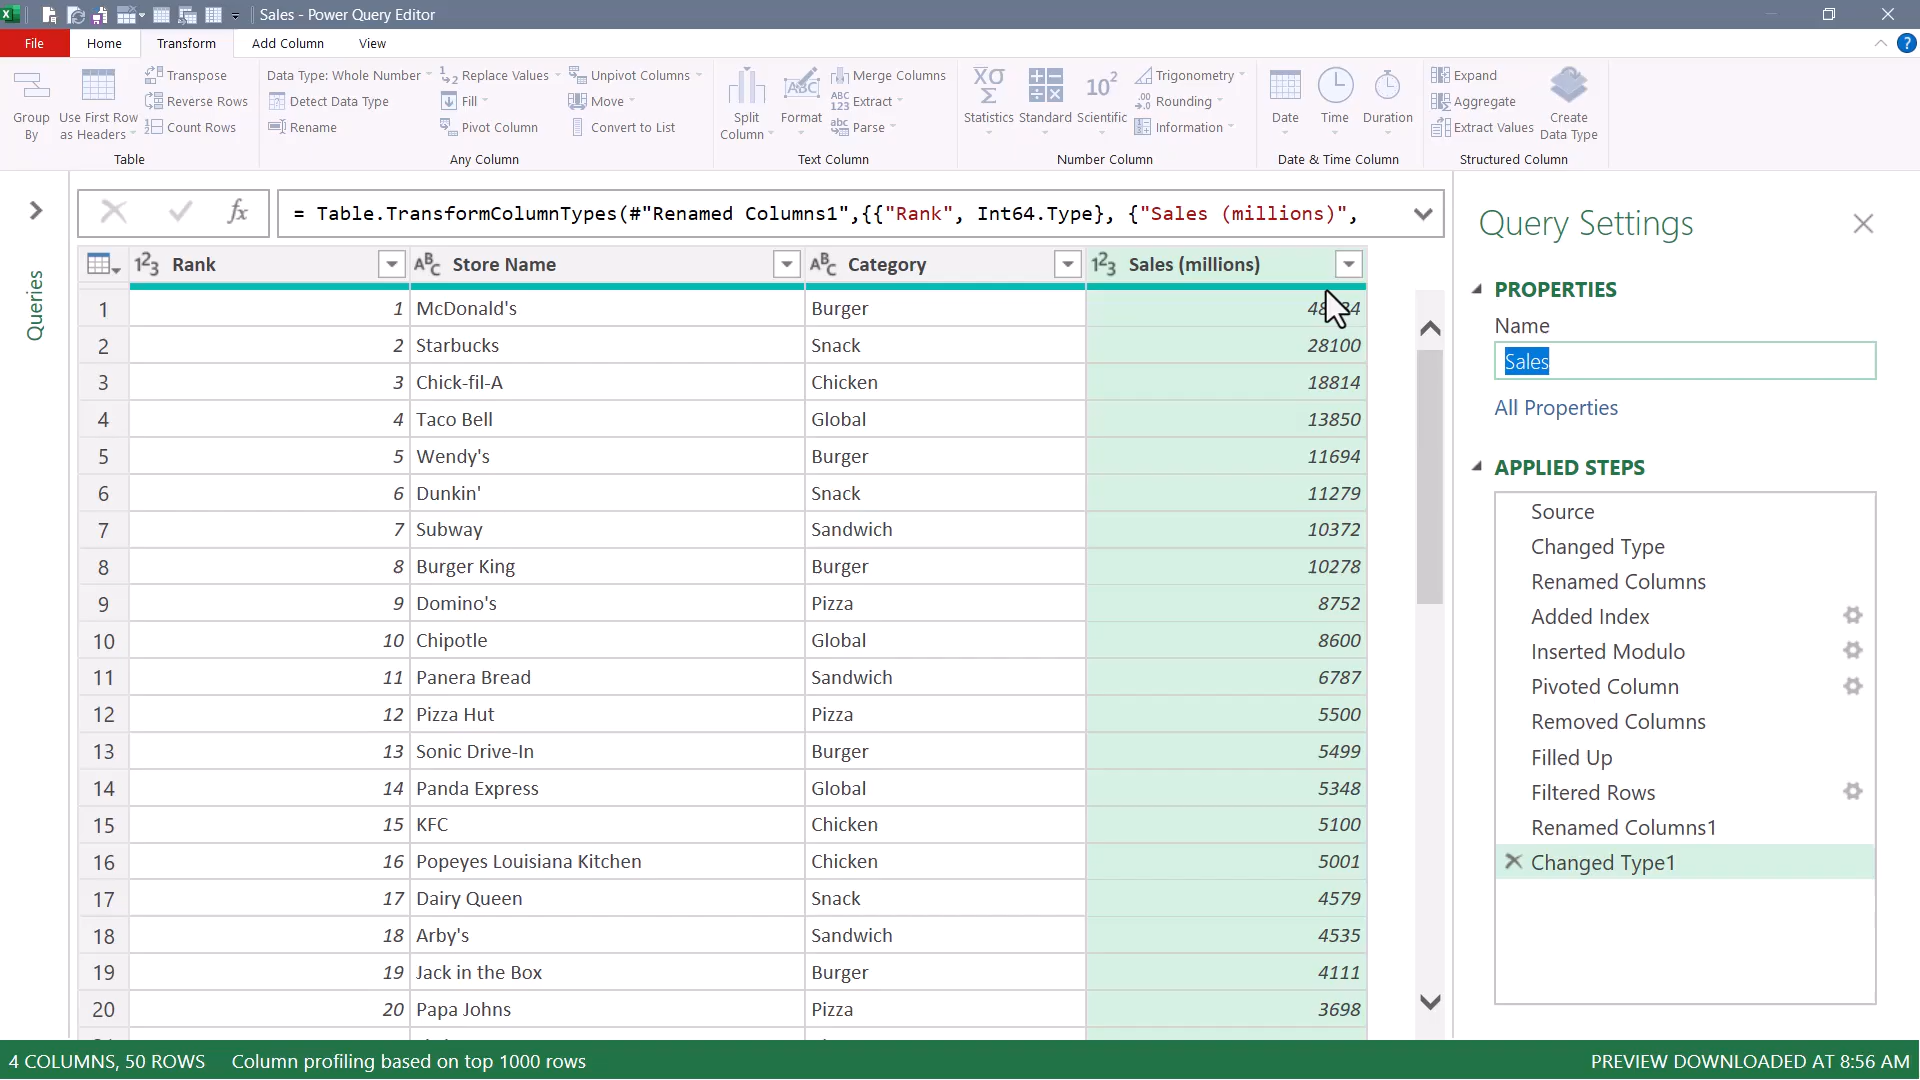 Sales - Power Query Editor
File Home Transform Add Column View
Group By
Use First Row as Headers
Transpose
Reverse Rows
Count Rows
Table
Data Type: Whole Number
Detect Data Type
Rename
Replace Values
Fill
Pivot Column
Unpivot Columns
Move
Convert to List
Any Column
Split Column
Format
Merge Columns
Extract
Parse
Text Column
Statistics
Standard
Scientific
Trigonometry
Rounding
Information
Number Column
Date
Time
Duration
Date & Time Column
Expand
Aggregate
Extract Values
Create Data Type
Structured Column
Queries
fx = Table.TransformColumnTypes(#"Renamed Columns1",{{"Rank", Int64.Type}, {"Sales (millions)",
Rank Store Name Category Sales (millions)
1 1 McDonald's Burger
2 2 Starbucks Snack 28100
3 3 Chick-fil-A Chicken 18814
4 4 Taco Bell Global 13850
5 5 Wendy's Burger 11694
6 6 Dunkin' Snack 11279
7 7 Subway Sandwich 10372
8 8 Burger King Burger 10278
9 9 Domino's Pizza 8752
10 10 Chipotle Global 8600
11 11 Panera Bread Sandwich 6787
12 12 Pizza Hut Pizza 5500
13 13 Sonic Drive-In Burger 5499
14 14 Panda Express Global 5348
15 15 KFC Chicken 5100
16 16 Popeyes Louisiana Kitchen Chicken 5001
17 17 Dairy Queen Snack 4579
18 18 Arby's Sandwich 4535
19 19 Jack in the Box Burger 4111
20 20 Papa Johns Pizza 3698
Query Settings
PROPERTIES
Name
Sales
All Properties
APPLIED STEPS
Source
Changed Type
Renamed Columns
Added Index
Inserted Modulo
Pivoted Column
Removed Columns
Filled Up
Filtered Rows
Renamed Columns1
Changed Type1
4 COLUMNS, 50 ROWS Column profiling based on top 1000 rows
PREVIEW DOWNLOADED AT 8:56 AM